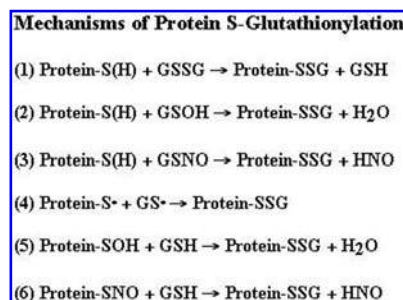 Mechanisms of Protein S-Glutathionylation
(1) Protein-S(H) + GSSG → Protein-SSG + GSH
(2) Protein-S(H) + GSOH → Protein-SSG + H₂O
(3) Protein-S(H) + GSNO → Protein-SSG + HNO
(4) Protein-S• + GS• → Protein-SSG
(5) Protein-SOH + GSH → Protein-SSG + H₂O
(6) Protein-SNO + GSH → Protein-SSG + HNO